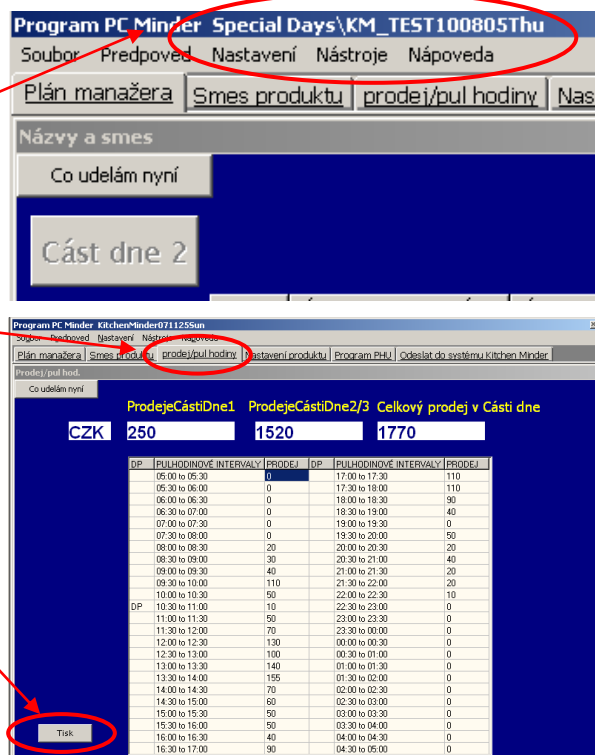 Program PC Minder Special Days\KM_TEST100805Thu
Soubor Predpoved Nastavení Nástroje Nápoveda
Plán manažera Smes produktu prodej/pul hodiny Nas
Názvy a smes
Co udelám nyní
Cást dne 2
Program PC Minder KitchenMinder071125Sun
Soubor Predpoved Nastavení Nástroje Nápoveda
Plán manažera Smes produktu prodej/pul hodiny Nastavení produktu Program PHU Odeslat do systému Kitchen Minder
Prodej/pul hod.
Co udelám nyní
ProdejeCástiDne1 ProdejeCástiDne2/3 Celkový prodej v Cásti dne
CZK 250 1520 1770
DP PULHODINOVÉ INTERVALY PRODEJ DP PULHODINOVÉ INTERVALY PRODEJ
05:00 to 05:30 0 17:00 to 17:30 110
05:30 to 06:00 0 17:30 to 18:00 110
06:00 to 06:30 0 18:00 to 18:30 90
06:30 to 07:00 0 18:30 to 19:00 40
07:00 to 07:30 0 19:00 to 19:30 0
07:30 to 08:00 0 19:30 to 20:00 50
08:00 to 08:30 20 20:00 to 20:30 20
08:30 to 09:00 30 20:30 to 21:00 40
09:00 to 09:30 40 21:00 to 21:30 20
09:30 to 10:00 110 21:30 to 22:00 20
10:00 to 10:30 50 22:00 to 22:30 10
DP 10:30 to 11:00 10 22:30 to 23:00 0
11:00 to 11:30 50 23:00 to 23:30 0
11:30 to 12:00 70 23:30 to 00:00 0
12:00 to 12:30 130 00:00 to 00:30 0
12:30 to 13:00 100 00:30 to 01:00 0
13:00 to 13:30 140 01:00 to 01:30 0
13:30 to 14:00 155 01:30 to 02:00 0
14:00 to 14:30 70 02:00 to 02:30 0
14:30 to 15:00 60 02:30 to 03:00 0
15:00 to 15:30 50 03:00 to 03:30 0
15:30 to 16:00 50 03:30 to 04:00 0
16:00 to 16:30 40 04:00 to 04:30 0
16:30 to 17:00 90 04:30 to 05:00 0
Tisk